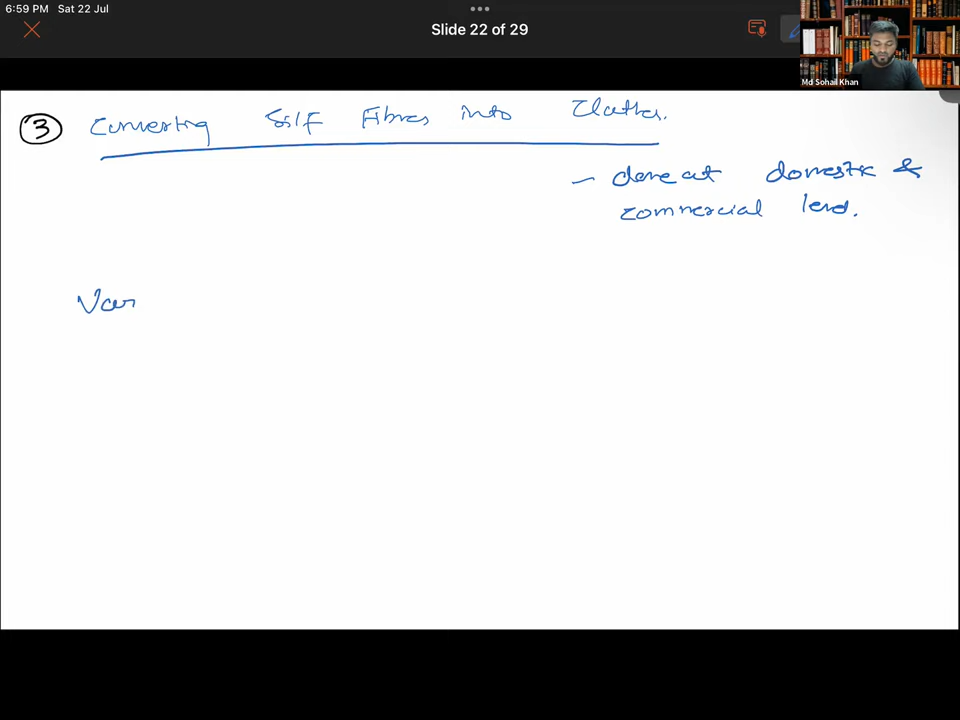 6:59 PM Sat 22 Jul
Slide 22 of 29
Md Sohail Khan
3 Converting Silk Fibres into Clothes.
– done at domestic &
commercial level.
Var